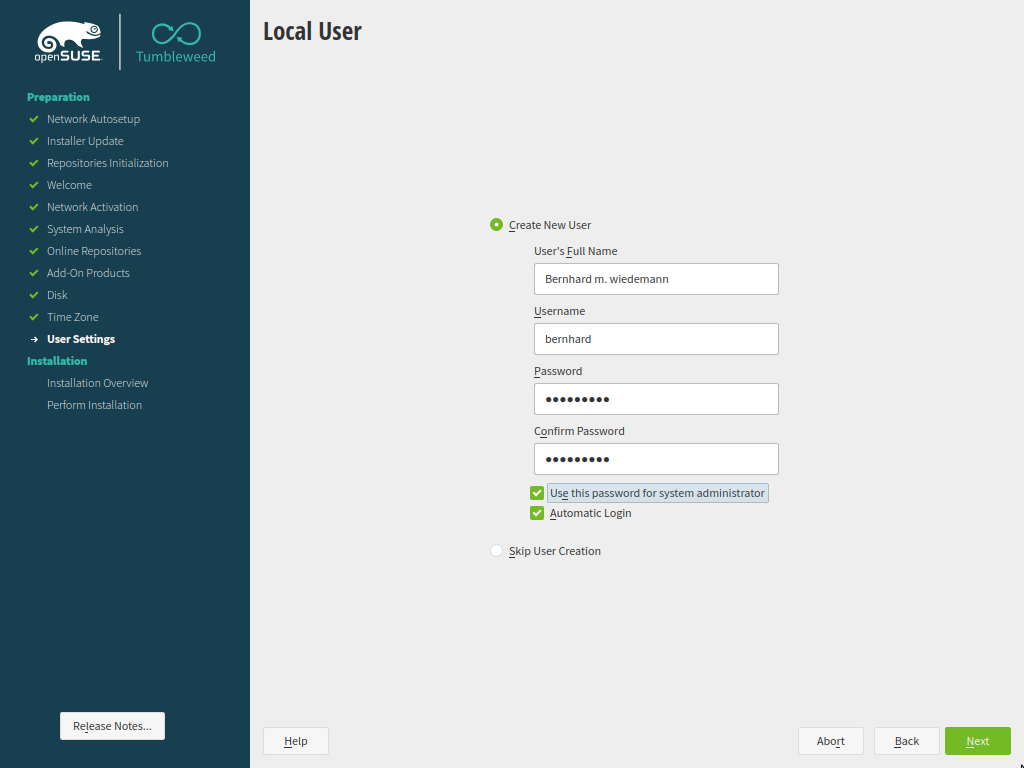 openSUSE
Tumbleweed
Local User
Preparation
Network Autosetup
Installer Update
Repositories Initialization
Welcome
Network Activation
System Analysis
Online Repositories
Add-On Products
Disk
Time Zone
User Settings
Installation
Installation Overview
Perform Installation
Create New User
User's Full Name
Bernhard m. wiedemann
Username
bernhard
Password
●●●●●●●●●
Confirm Password
●●●●●●●●●
Use this password for system administrator
Automatic Login
Skip User Creation
Release Notes...
Help
Abort
Back
Next